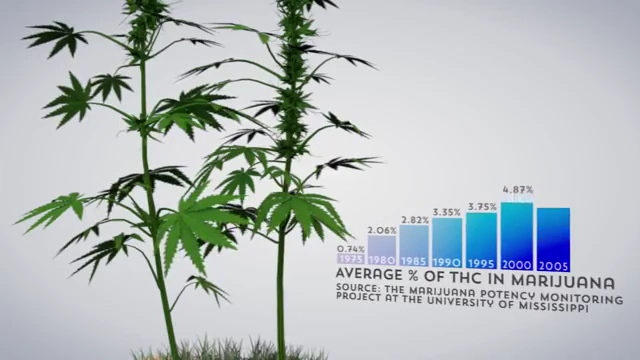 4.87%
3.75%
3.35%
2.82%
2.06%
0.74%
1975 1980 1985 1990 1995 2000 2005
AVERAGE % OF THC IN MARIJUANA
SOURCE: THE MARIJUANA POTENCY MONITORING
PROJECT AT THE UNIVERSITY OF MISSISSIPPI